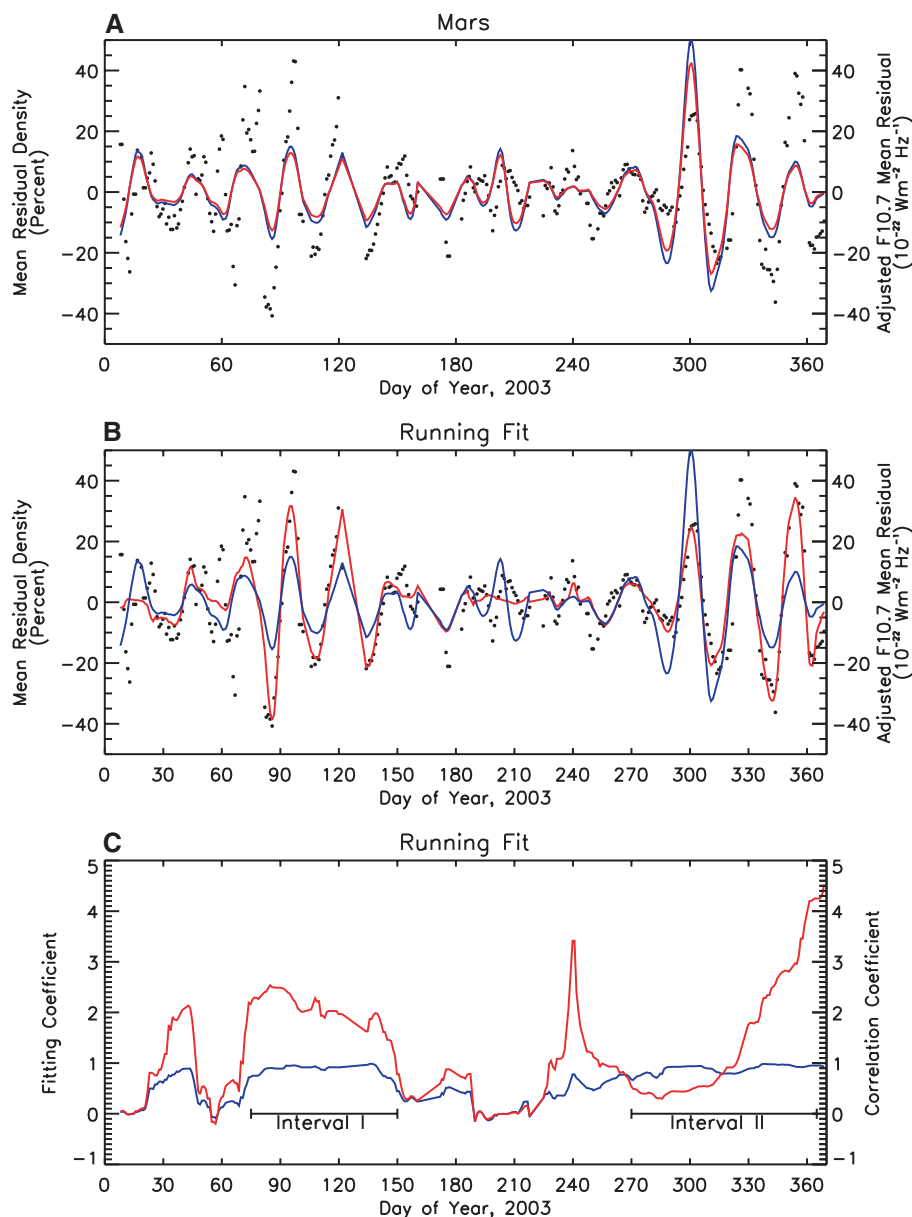 A
Mars
40
20
0
−20
−40
40
20
0
−20
−40
Mean Residual Density
(Percent)
Adjusted F10.7 Mean Residual
(10⁻²² Wm⁻² Hz⁻¹)
0 60 120 180 240 300 360
Day of Year, 2003
B
Running Fit
40
20
0
−20
−40
40
20
0
−20
−40
Mean Residual Density
(Percent)
Adjusted F10.7 Mean Residual
(10⁻²² Wm⁻² Hz⁻¹)
0 30 60 90 120 150 180 210 240 270 300 330 360
Day of Year, 2003
C
Running Fit
5
4
3
2
1
0
−1
5
4
3
2
1
0
−1
Fitting Coefficient
Correlation Coefficient
Interval I
Interval II
0 30 60 90 120 150 180 210 240 270 300 330 360
Day of Year, 2003